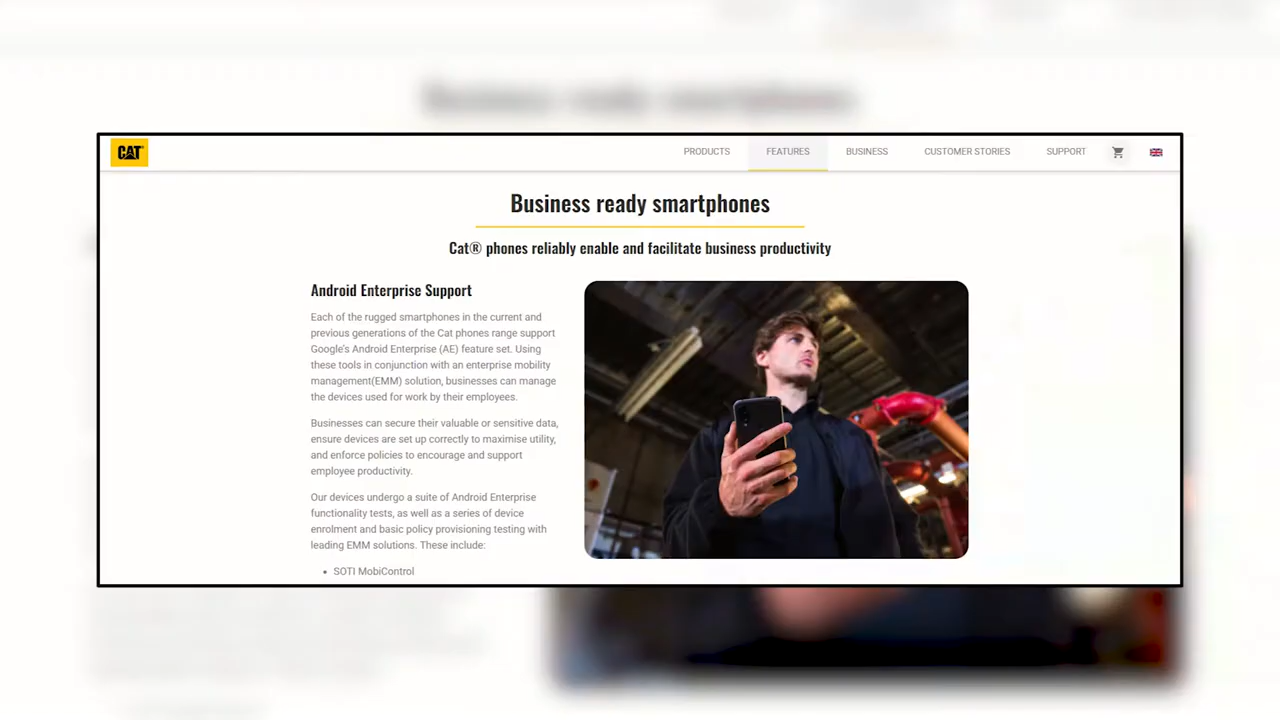 CAT
PRODUCTS
FEATURES
BUSINESS
CUSTOMER STORIES
SUPPORT
Business ready smartphones
Cat® phones reliably enable and facilitate business productivity
Android Enterprise Support
Each of the rugged smartphones in the current and
previous generations of the Cat phones range support
Google's Android Enterprise (AE) feature set. Using
these tools in conjunction with an enterprise mobility
management(EMM) solution, businesses can manage
the devices used for work by their employees.
Businesses can secure their valuable or sensitive data,
ensure devices are set up correctly to maximise utility,
and enforce policies to encourage and support
employee productivity.
Our devices undergo a suite of Android Enterprise
functionality tests, as well as a series of device
enrolment and basic policy provisioning testing with
leading EMM solutions. These include:
• SOTI MobiControl